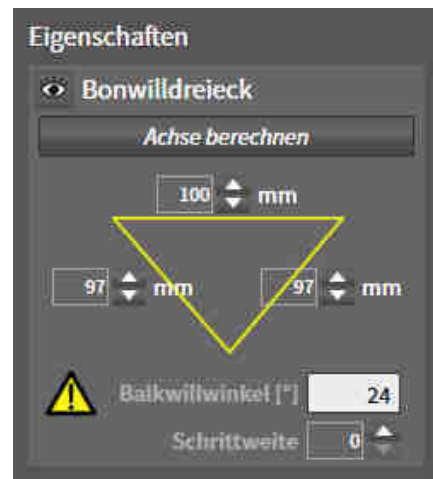 Eigenschaften
Bonwilldreieck
Achse berechnen
100 mm
97 mm 97 mm
Balkwillwinkel [°] 24
Schrittweite 0